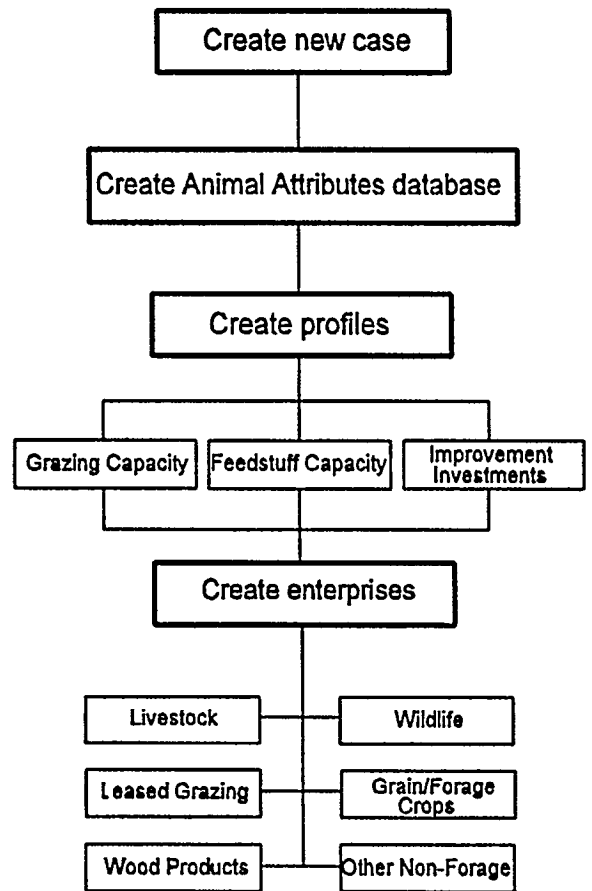 Create new case
Create Animal Attributes database
Create profiles
Grazing Capacity
Feedstuff Capacity
Improvement
Investments
Create enterprises
Livestock
Wildlife
Leased Grazing
Grain/Forage
Crops
Wood Products
Other Non-Forage